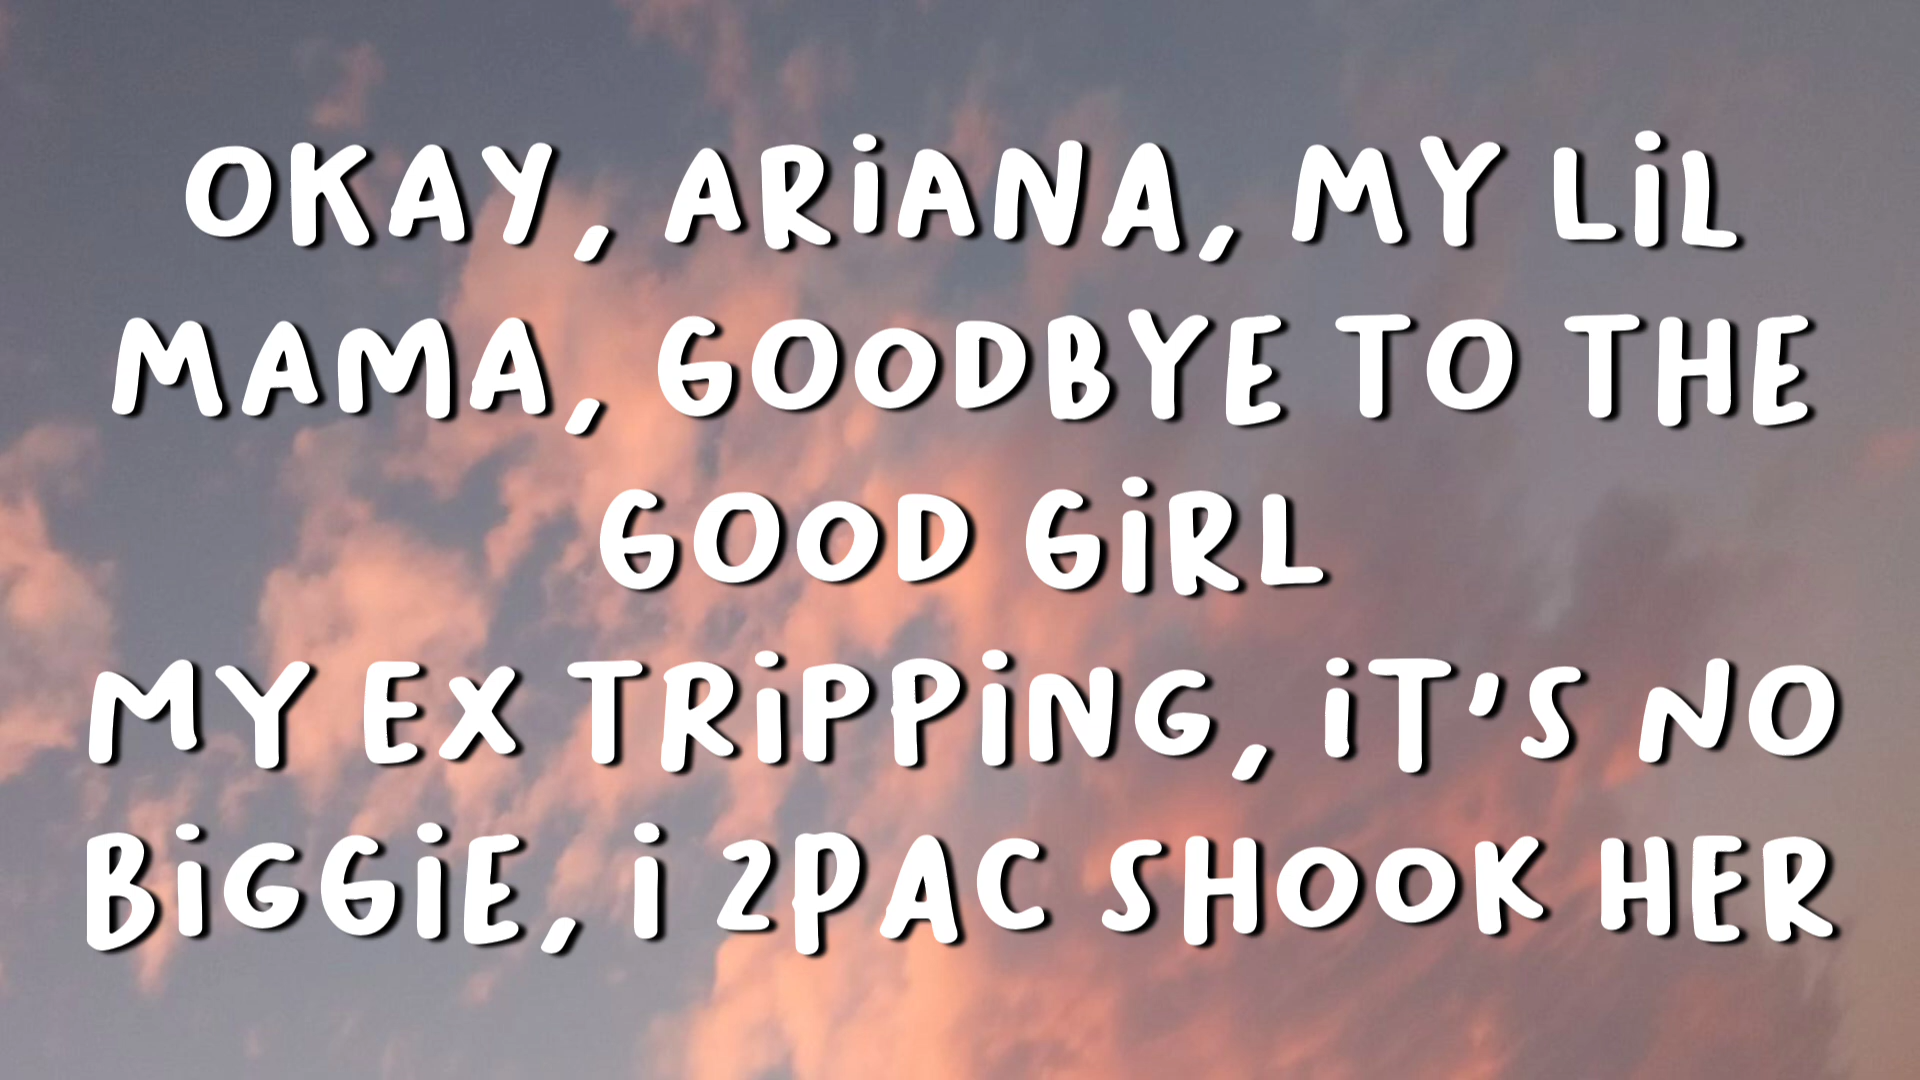 OKAY, ARiANA, MY LiL
MAMA, GOODBYE TO THE
GOOD GiRL
MY EX TRiPPiNG, iT'S NO
BiGGiE, i 2PAC SHOOK HER